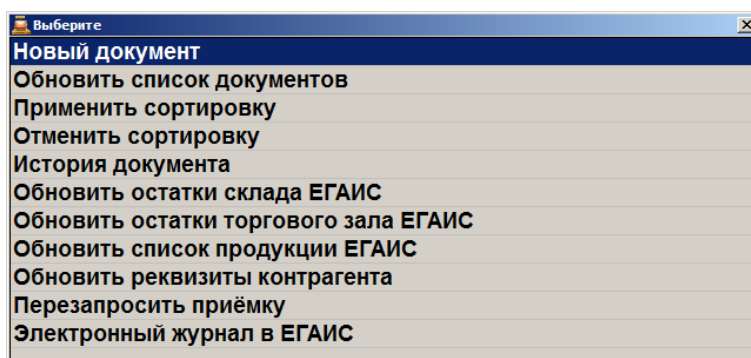 Выберите
Новый документ
Обновить список документов
Применить сортировку
Отменить сортировку
История документа
Обновить остатки склада ЕГАИС
Обновить остатки торгового зала ЕГАИС
Обновить список продукции ЕГАИС
Обновить реквизиты контрагента
Перезапросить приёмку
Электронный журнал в ЕГАИС